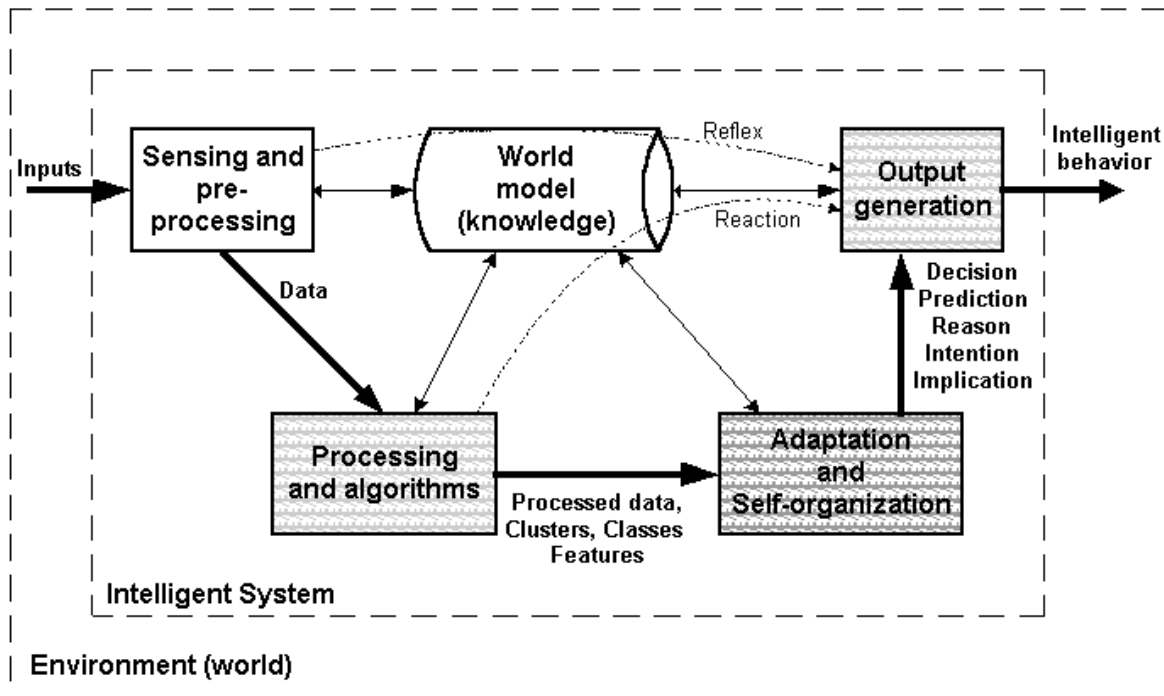 Inputs
Sensing and
pre-
processing
World
model
(knowledge)
Reflex
Reaction
Output
generation
Intelligent
behavior
Data
Decision
Prediction
Reason
Intention
Implication
Processing
and algorithms
Processed data,
Clusters, Classes
Features
Adaptation
and
Self-organization
Intelligent System
Environment (world)